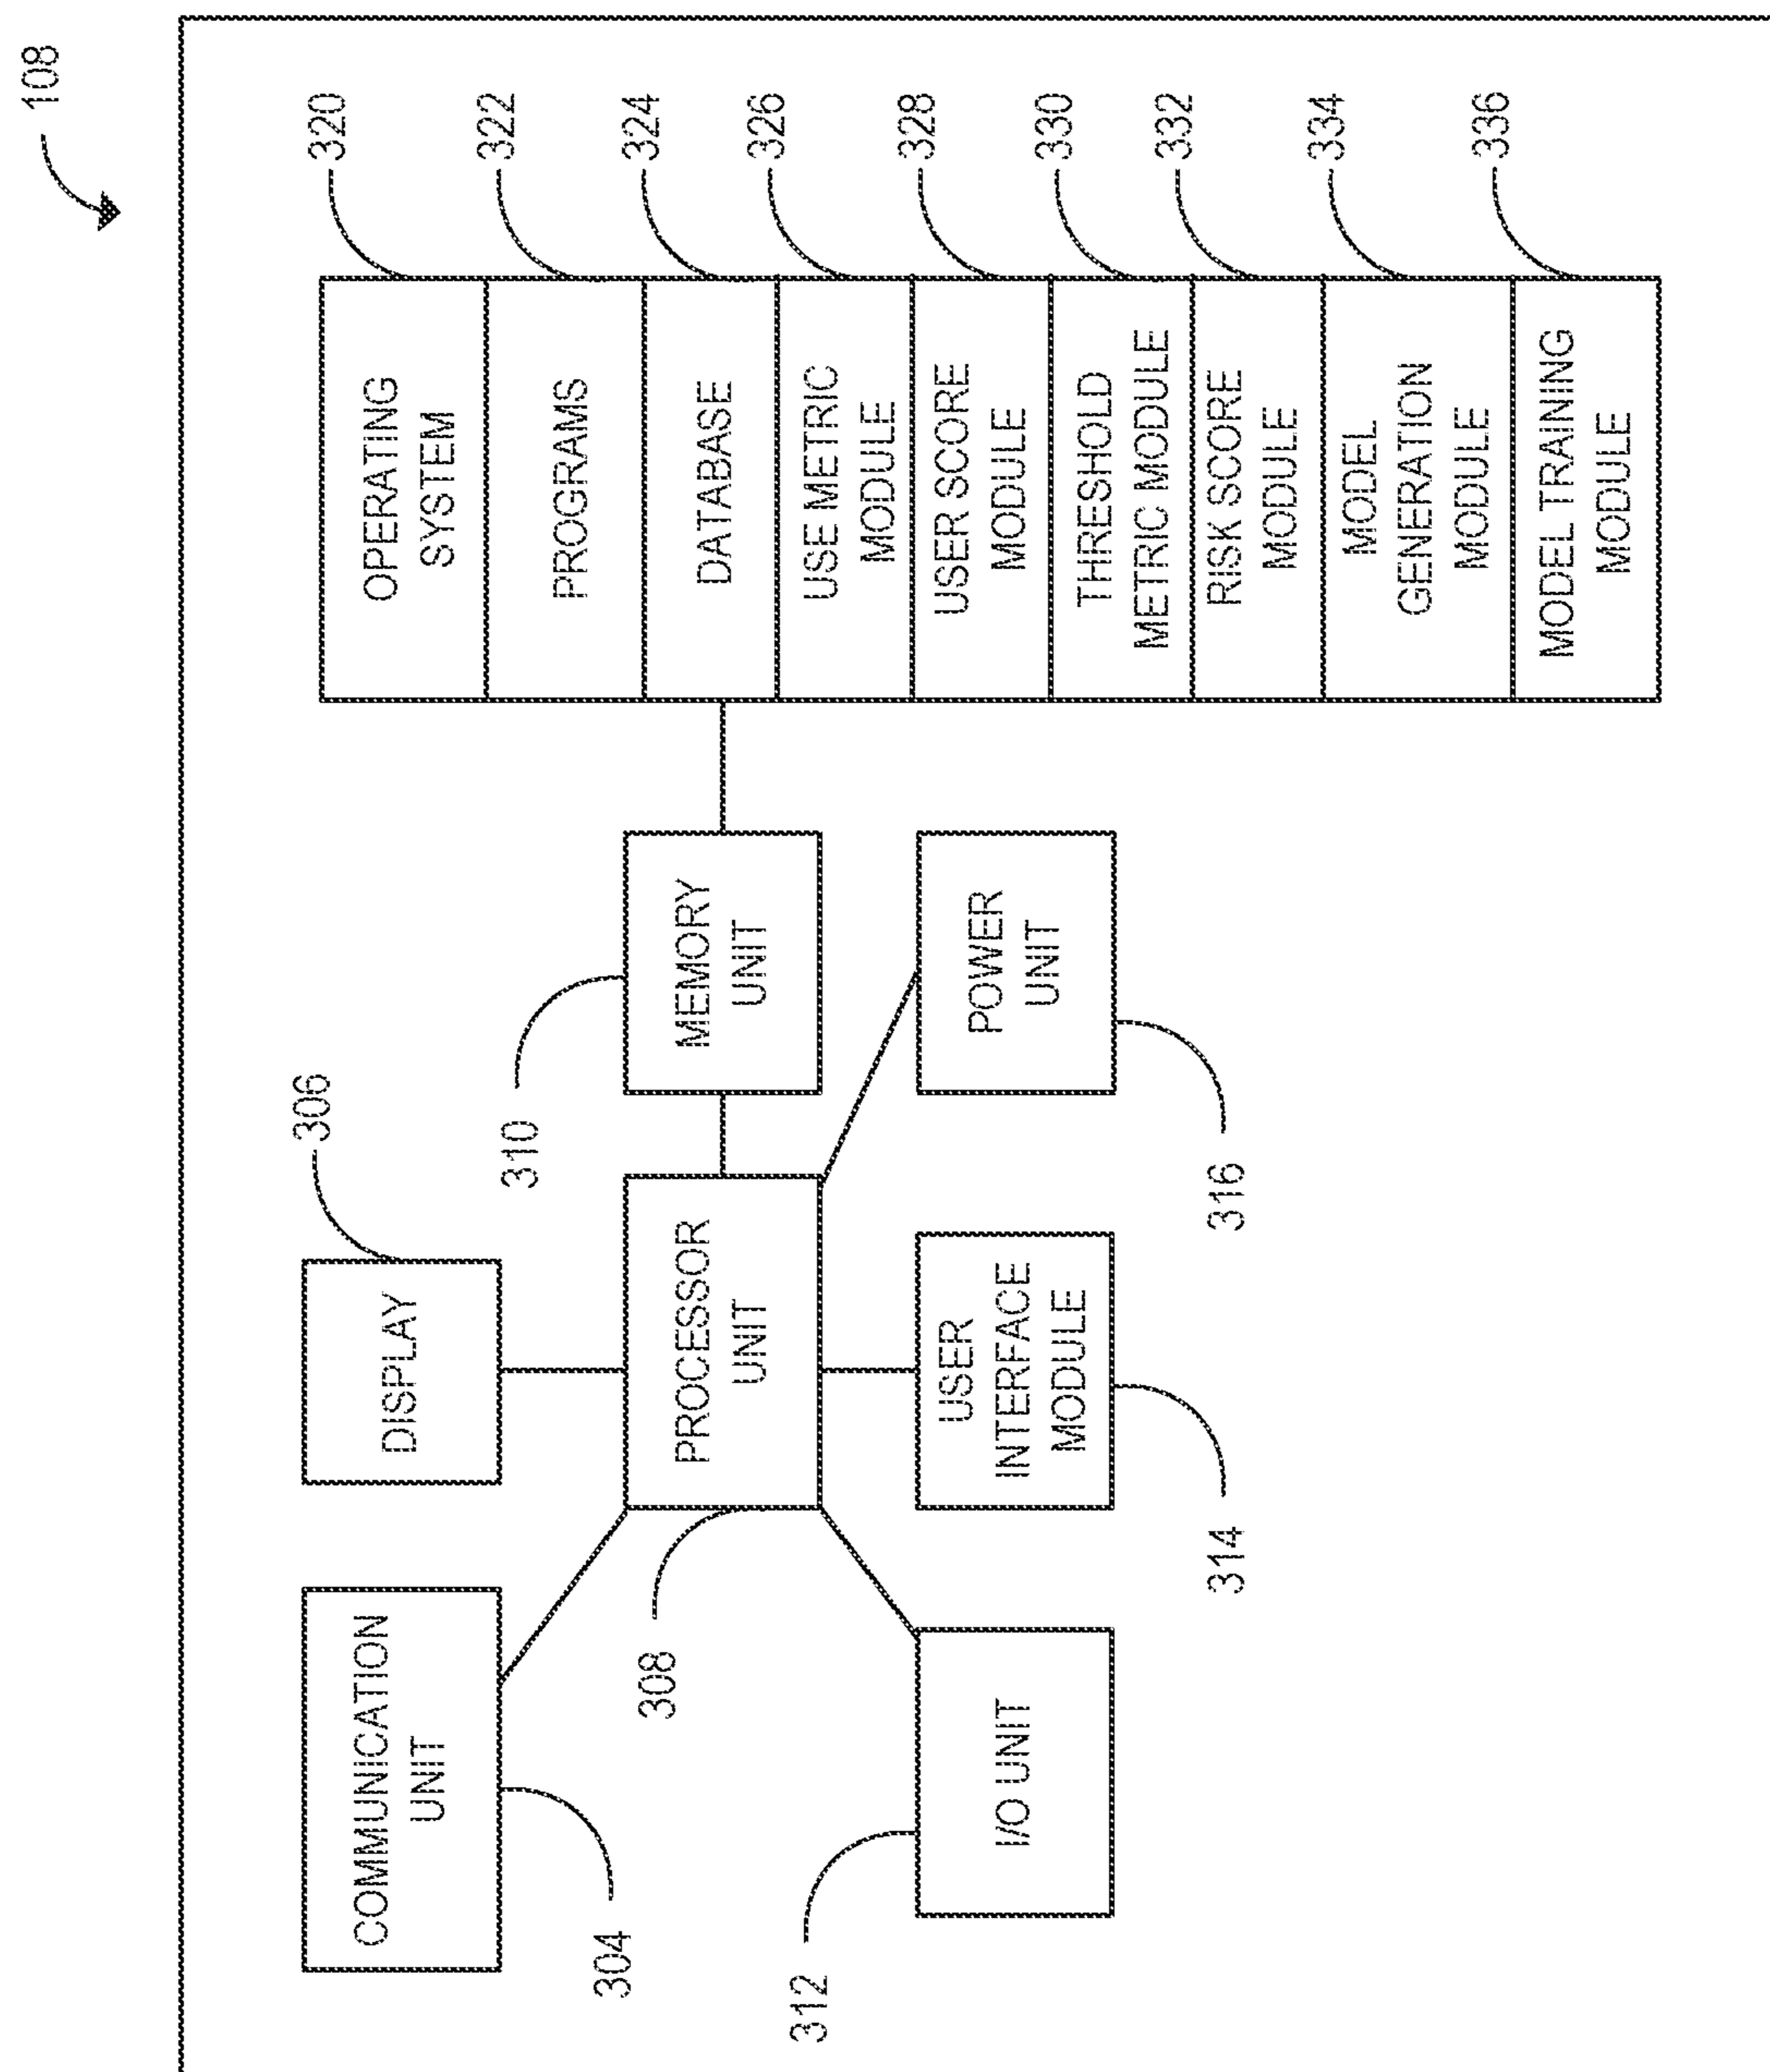 108
COMMUNICATION
UNIT
304
DISPLAY
306
PROCESSOR
UNIT
308
MEMORY
UNIT
310
I/O UNIT
312
USER
INTERFACE
MODULE
314
POWER
UNIT
316
OPERATING
SYSTEM
320
PROGRAMS
322
DATABASE
324
USE METRIC
MODULE
326
USER SCORE
MODULE
328
THRESHOLD
METRIC MODULE
330
RISK SCORE
MODULE
332
MODEL
GENERATION
MODULE
334
MODEL TRAINING
MODULE
336